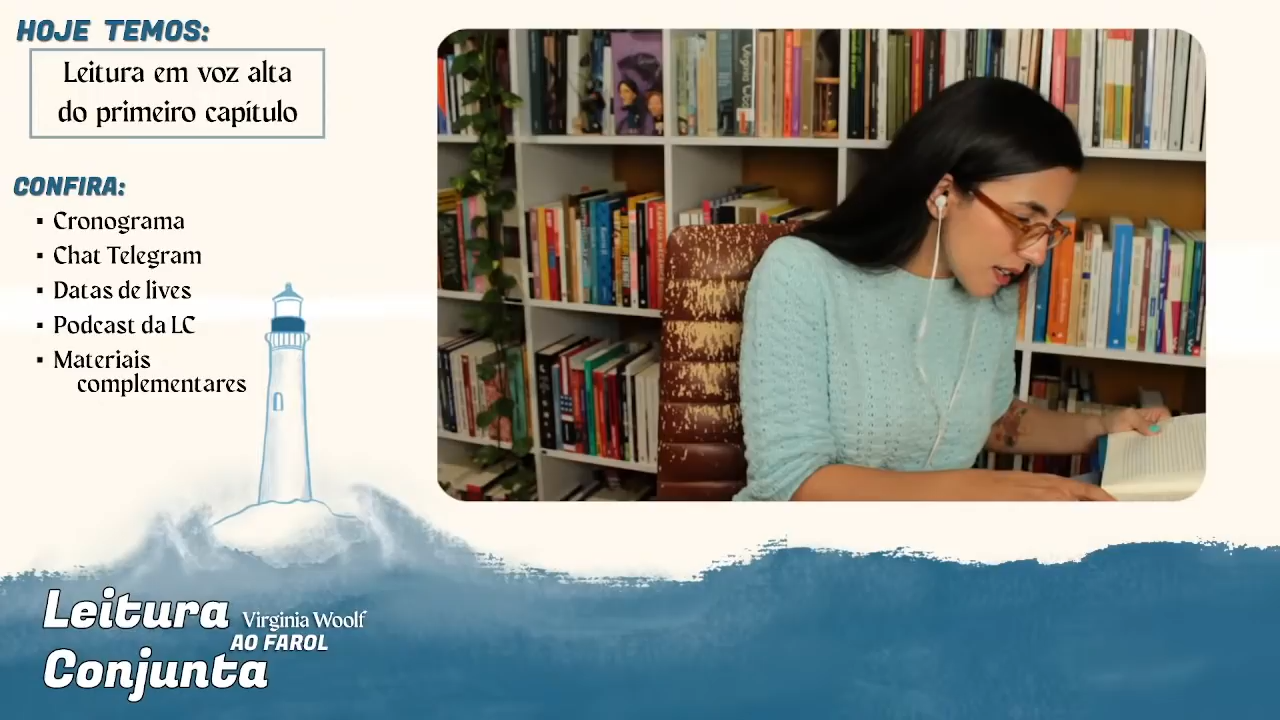 HOJE TEMOS:
Leitura em voz alta
do primeiro capítulo
CONFIRA:
▪ Cronograma
▪ Chat Telegram
▪ Datas de lives
▪ Podcast da LC
▪ Materiais
complementares
Leitura
Virginia Woolf
AO FAROL
Conjunta